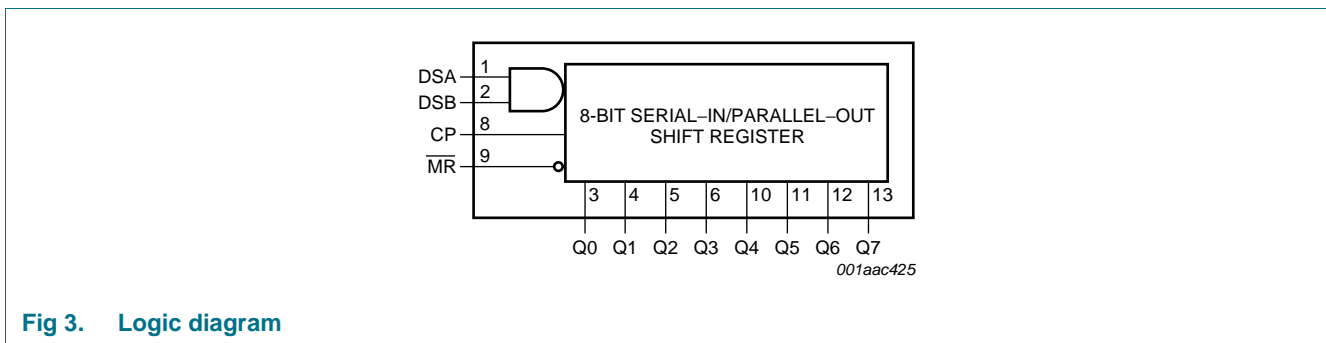 DSA 1
DSB 2
CP 8
MR 9
8-BIT SERIAL–IN/PARALLEL–OUT
SHIFT REGISTER
3 4 5 6 10 11 12 13
Q0 Q1 Q2 Q3 Q4 Q5 Q6 Q7
001aac425
Fig 3. Logic diagram